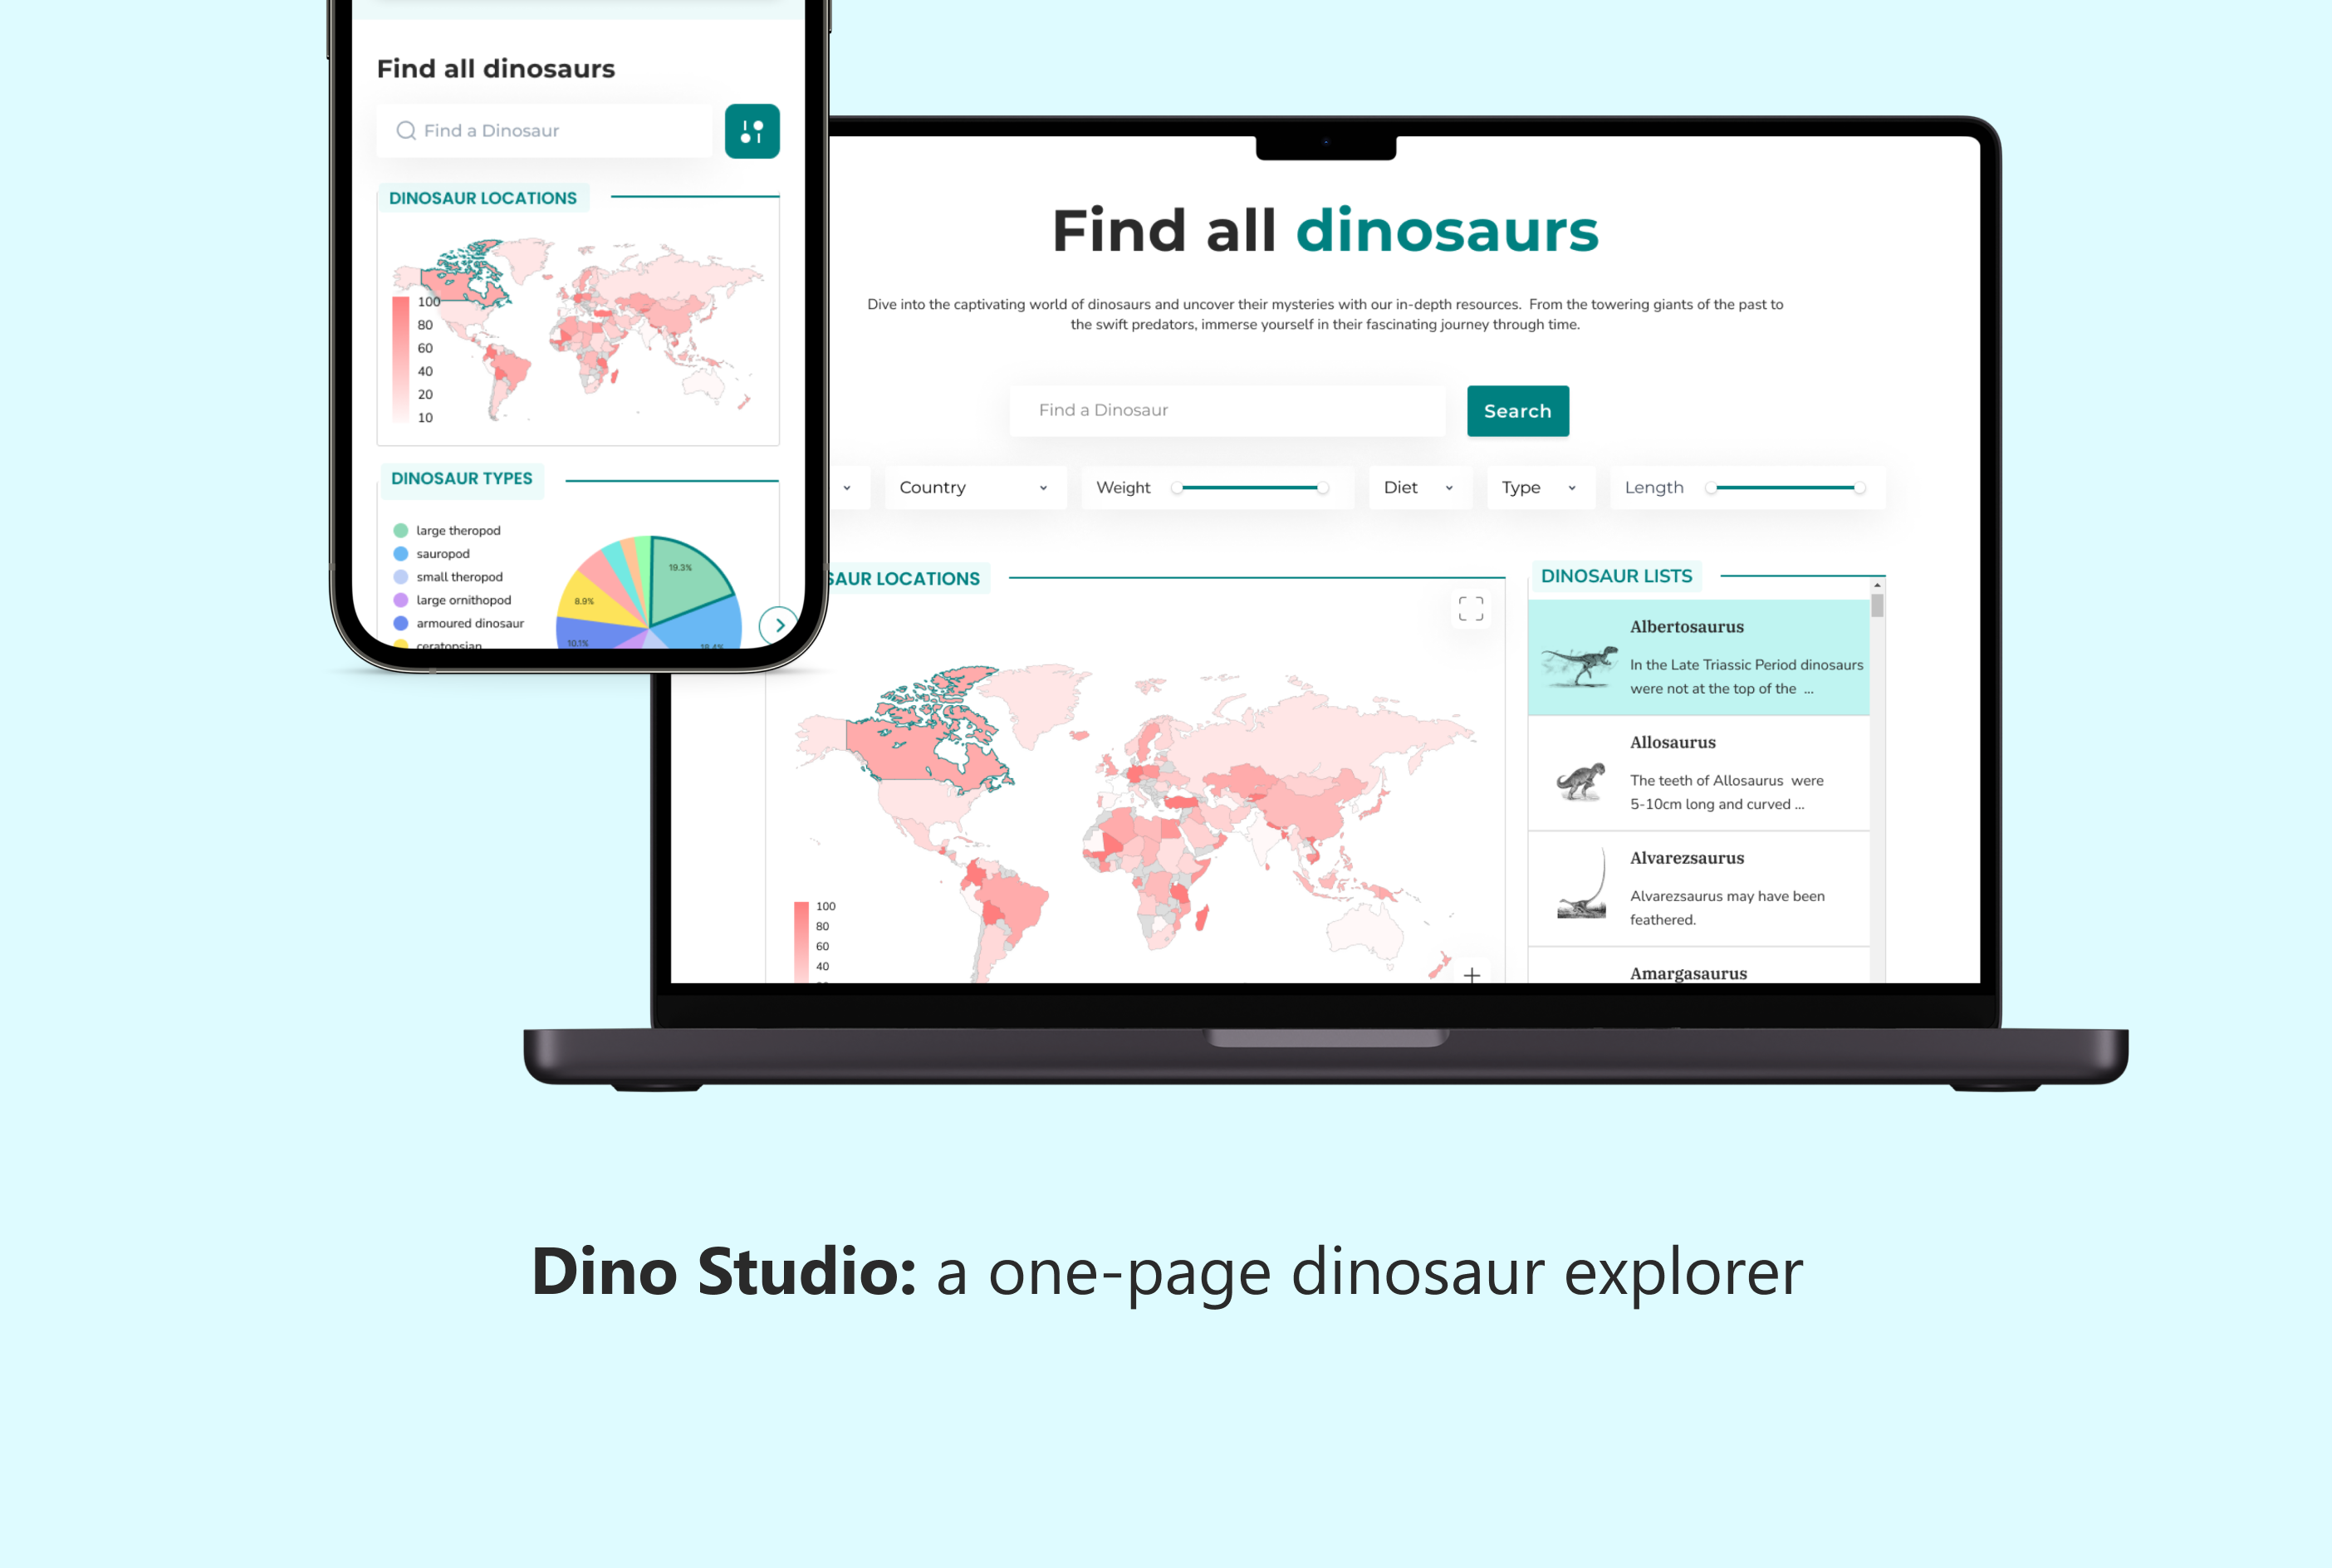 Find all dinosaurs
Find a Dinosaur
DINOSAUR LOCATIONS
100
80
60
40
20
10
DINOSAUR TYPES
large theropod
sauropod
small theropod
large ornithopod
armoured dinosaur
ceratopsian
19.3%
8.9%
10.1%
18.4%
Find all dinosaurs
Dive into the captivating world of dinosaurs and uncover their mysteries with our in-depth resources. From the towering giants of the past to
the swift predators, immerse yourself in their fascinating journey through time.
Find a Dinosaur
Search
Country
Weight
Diet
Type
Length
SAUR LOCATIONS
100
80
60
40
DINOSAUR LISTS
Albertosaurus
In the Late Triassic Period dinosaurs
were not at the top of the ...
Allosaurus
The teeth of Allosaurus were
5-10cm long and curved ...
Alvarezsaurus
Alvarezsaurus may have been
feathered.
Amargasaurus
Dino Studio: a one-page dinosaur explorer